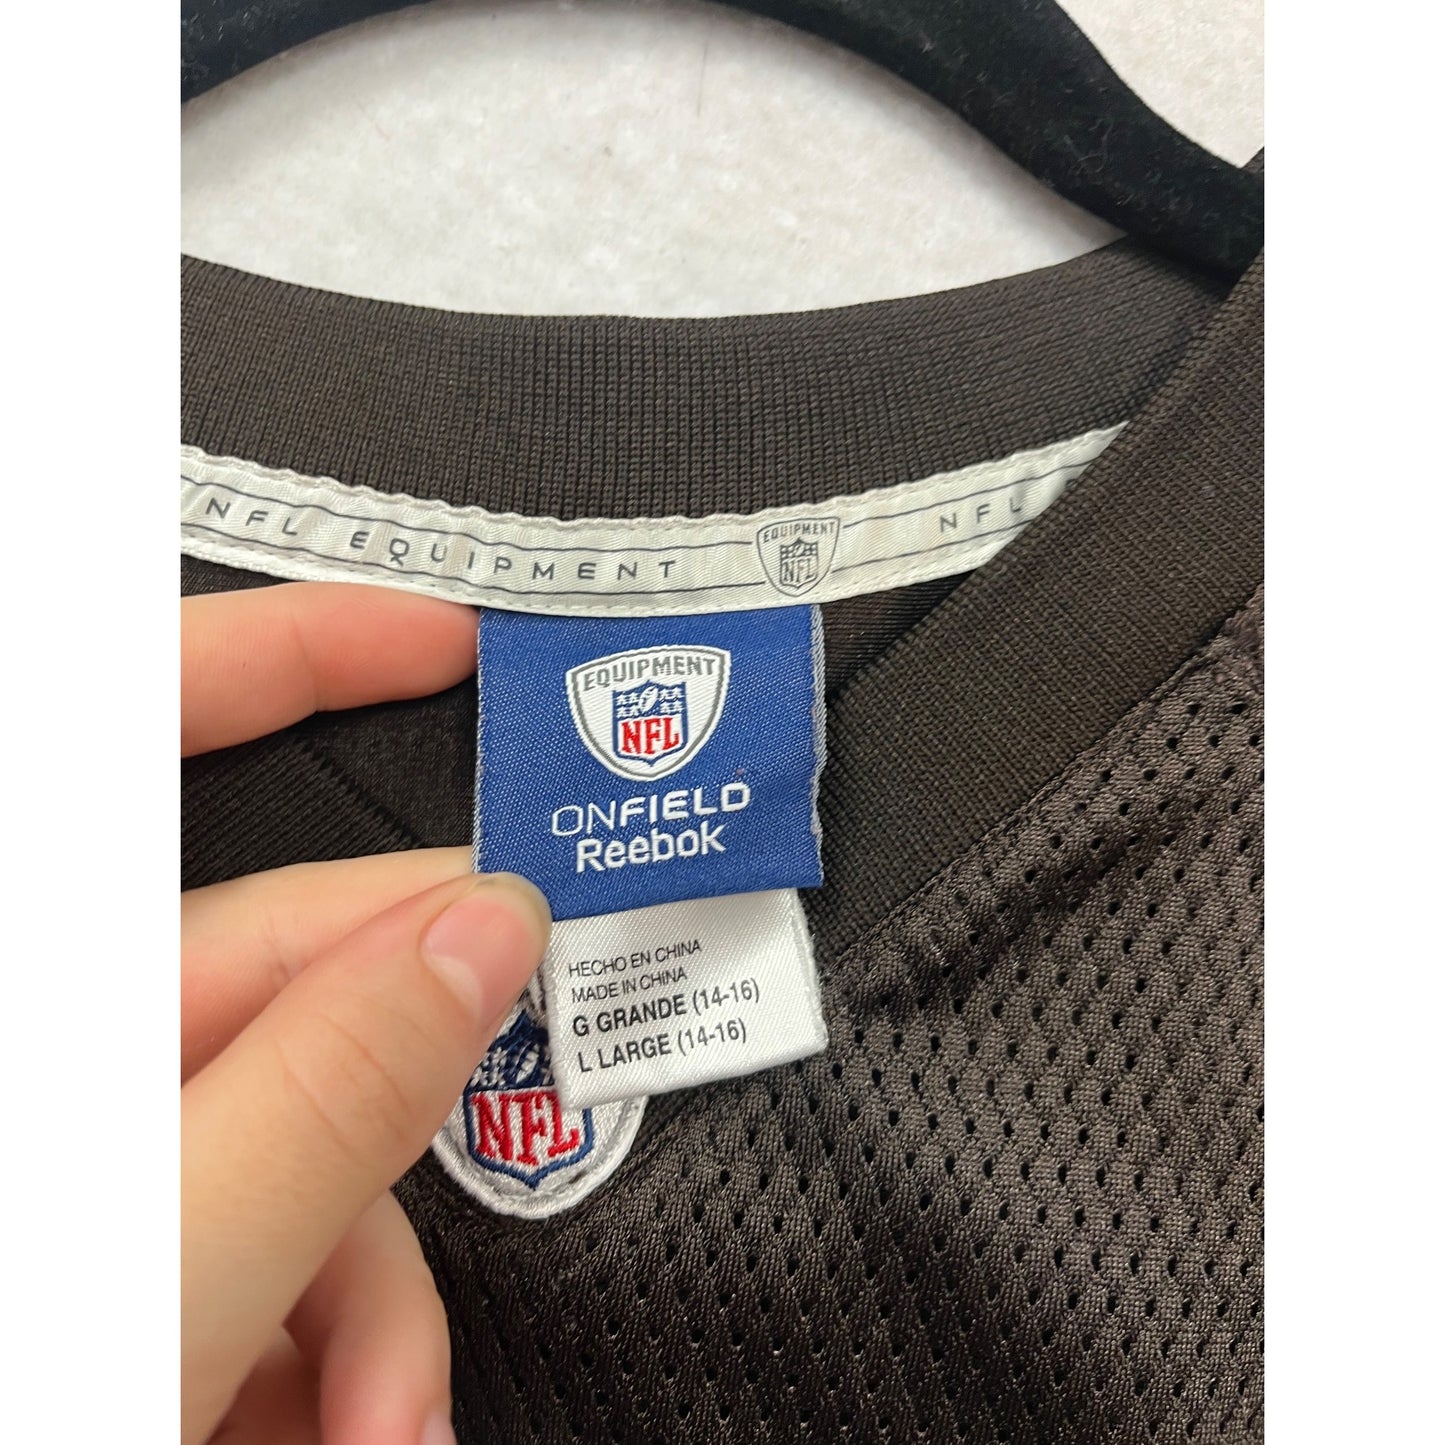 NFL EQUIPMENT
EQUIPMENT
NFL
NFL
EQUIPMENT
NFL
ONFIELD
Reebok
HECHO EN CHINA
MADE IN CHINA
G GRANDE (14-16)
L LARGE (14-16)
NFL